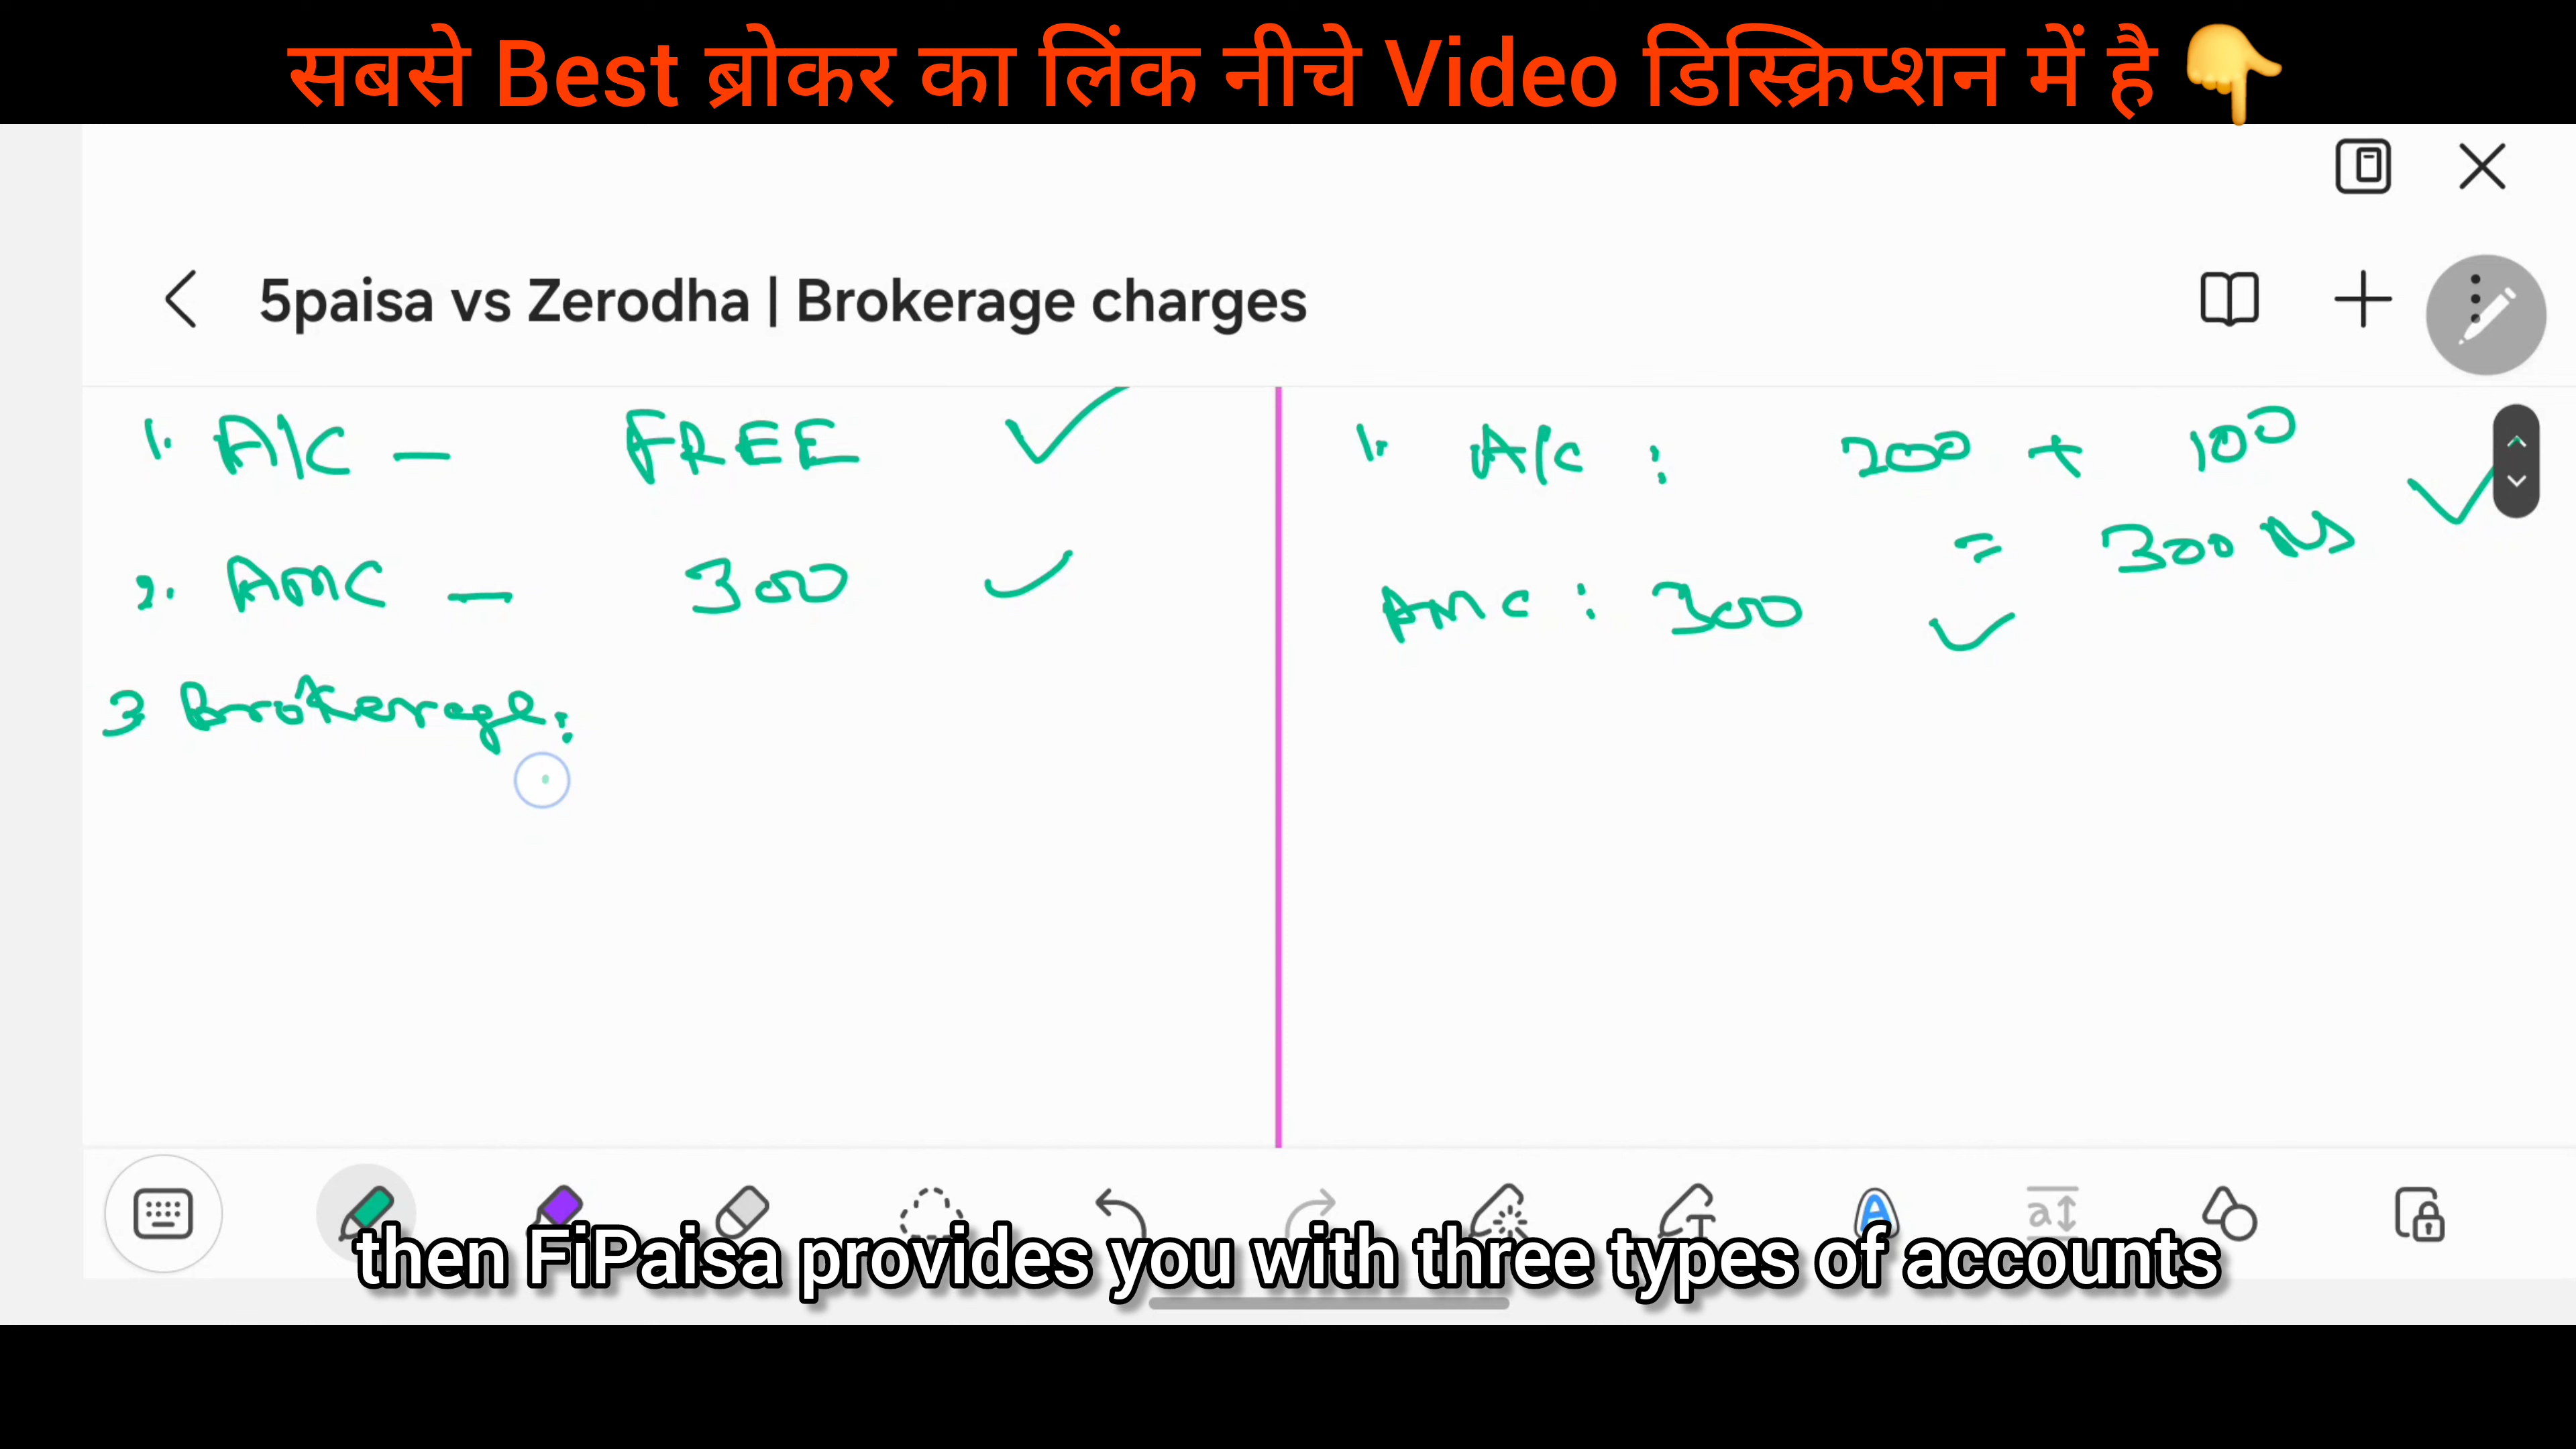 सबसे Best ब्रोकर का लिंक नीचे Video डिस्क्रिप्शन में है 👇
5paisa vs Zerodha | Brokerage charges
1. A/C — FREE ✓
2. AMC — 300 ✓
3 Brokerage:
1. A/C : 200 + 100
= 300 Rs ✓
AMC : 300 ✓
then FiPaisa provides you with three types of accounts